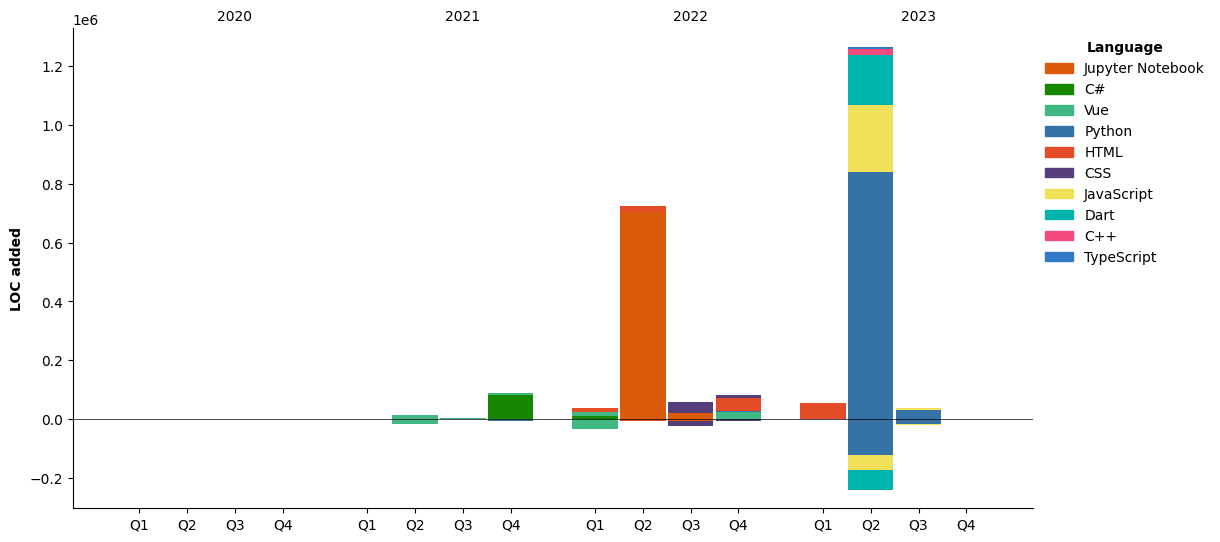 2020 2021 2022 2023
1e6
1.2
1.0
0.8
0.6
0.4
0.2
0.0
−0.2
LOC added
Q1 Q2 Q3 Q4 Q1 Q2 Q3 Q4 Q1 Q2 Q3 Q4 Q1 Q2 Q3 Q4
Language
Jupyter Notebook
C#
Vue
Python
HTML
CSS
JavaScript
Dart
C++
TypeScript